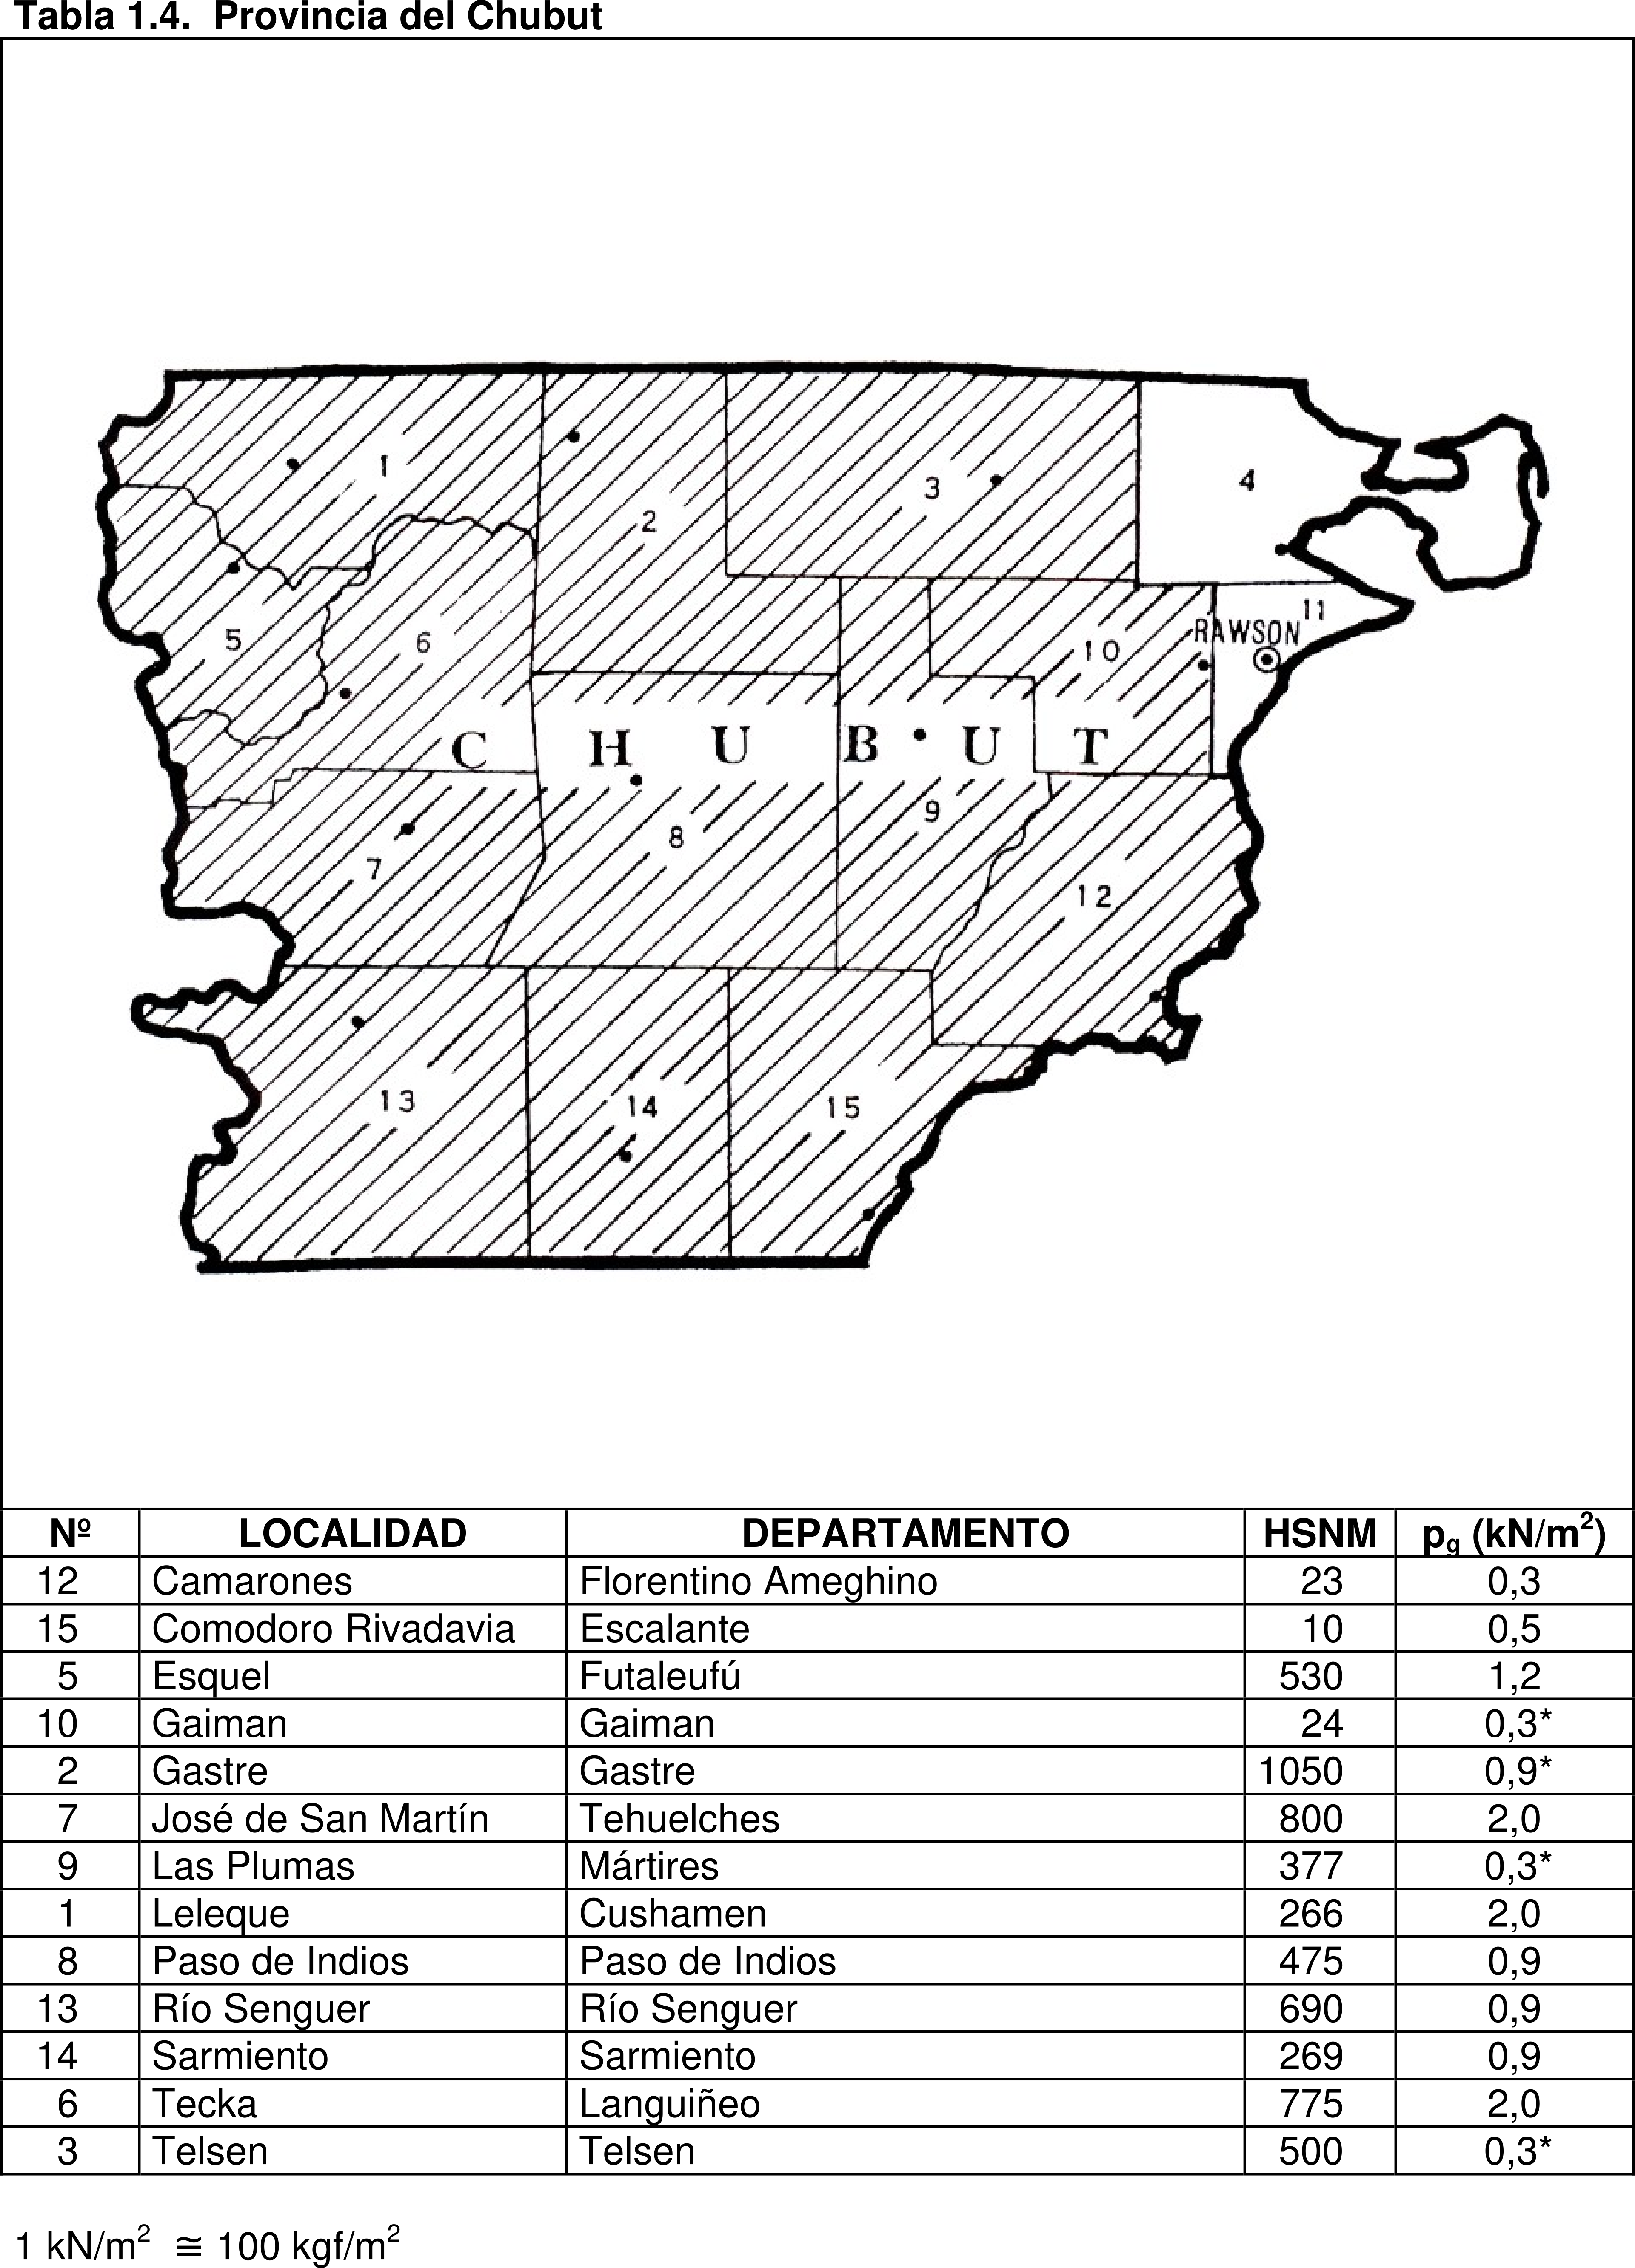 Tabla 1.4. Provincia del Chubut
1
2
3
4
5
6
RAWSON
11
10
C H U B U T
7
8
9
12
13
14
15
Nº LOCALIDAD DEPARTAMENTO HSNM pg (kN/m²)
12 Camarones Florentino Ameghino 23 0,3
15 Comodoro Rivadavia Escalante 10 0,5
5 Esquel Futaleufú 530 1,2
10 Gaiman Gaiman 24 0,3*
2 Gastre Gastre 1050 0,9*
7 José de San Martín Tehuelches 800 2,0
9 Las Plumas Mártires 377 0,3*
1 Leleque Cushamen 266 2,0
8 Paso de Indios Paso de Indios 475 0,9
13 Río Senguer Río Senguer 690 0,9
14 Sarmiento Sarmiento 269 0,9
6 Tecka Languiñeo 775 2,0
3 Telsen Telsen 500 0,3*
1 kN/m² ≅ 100 kgf/m²